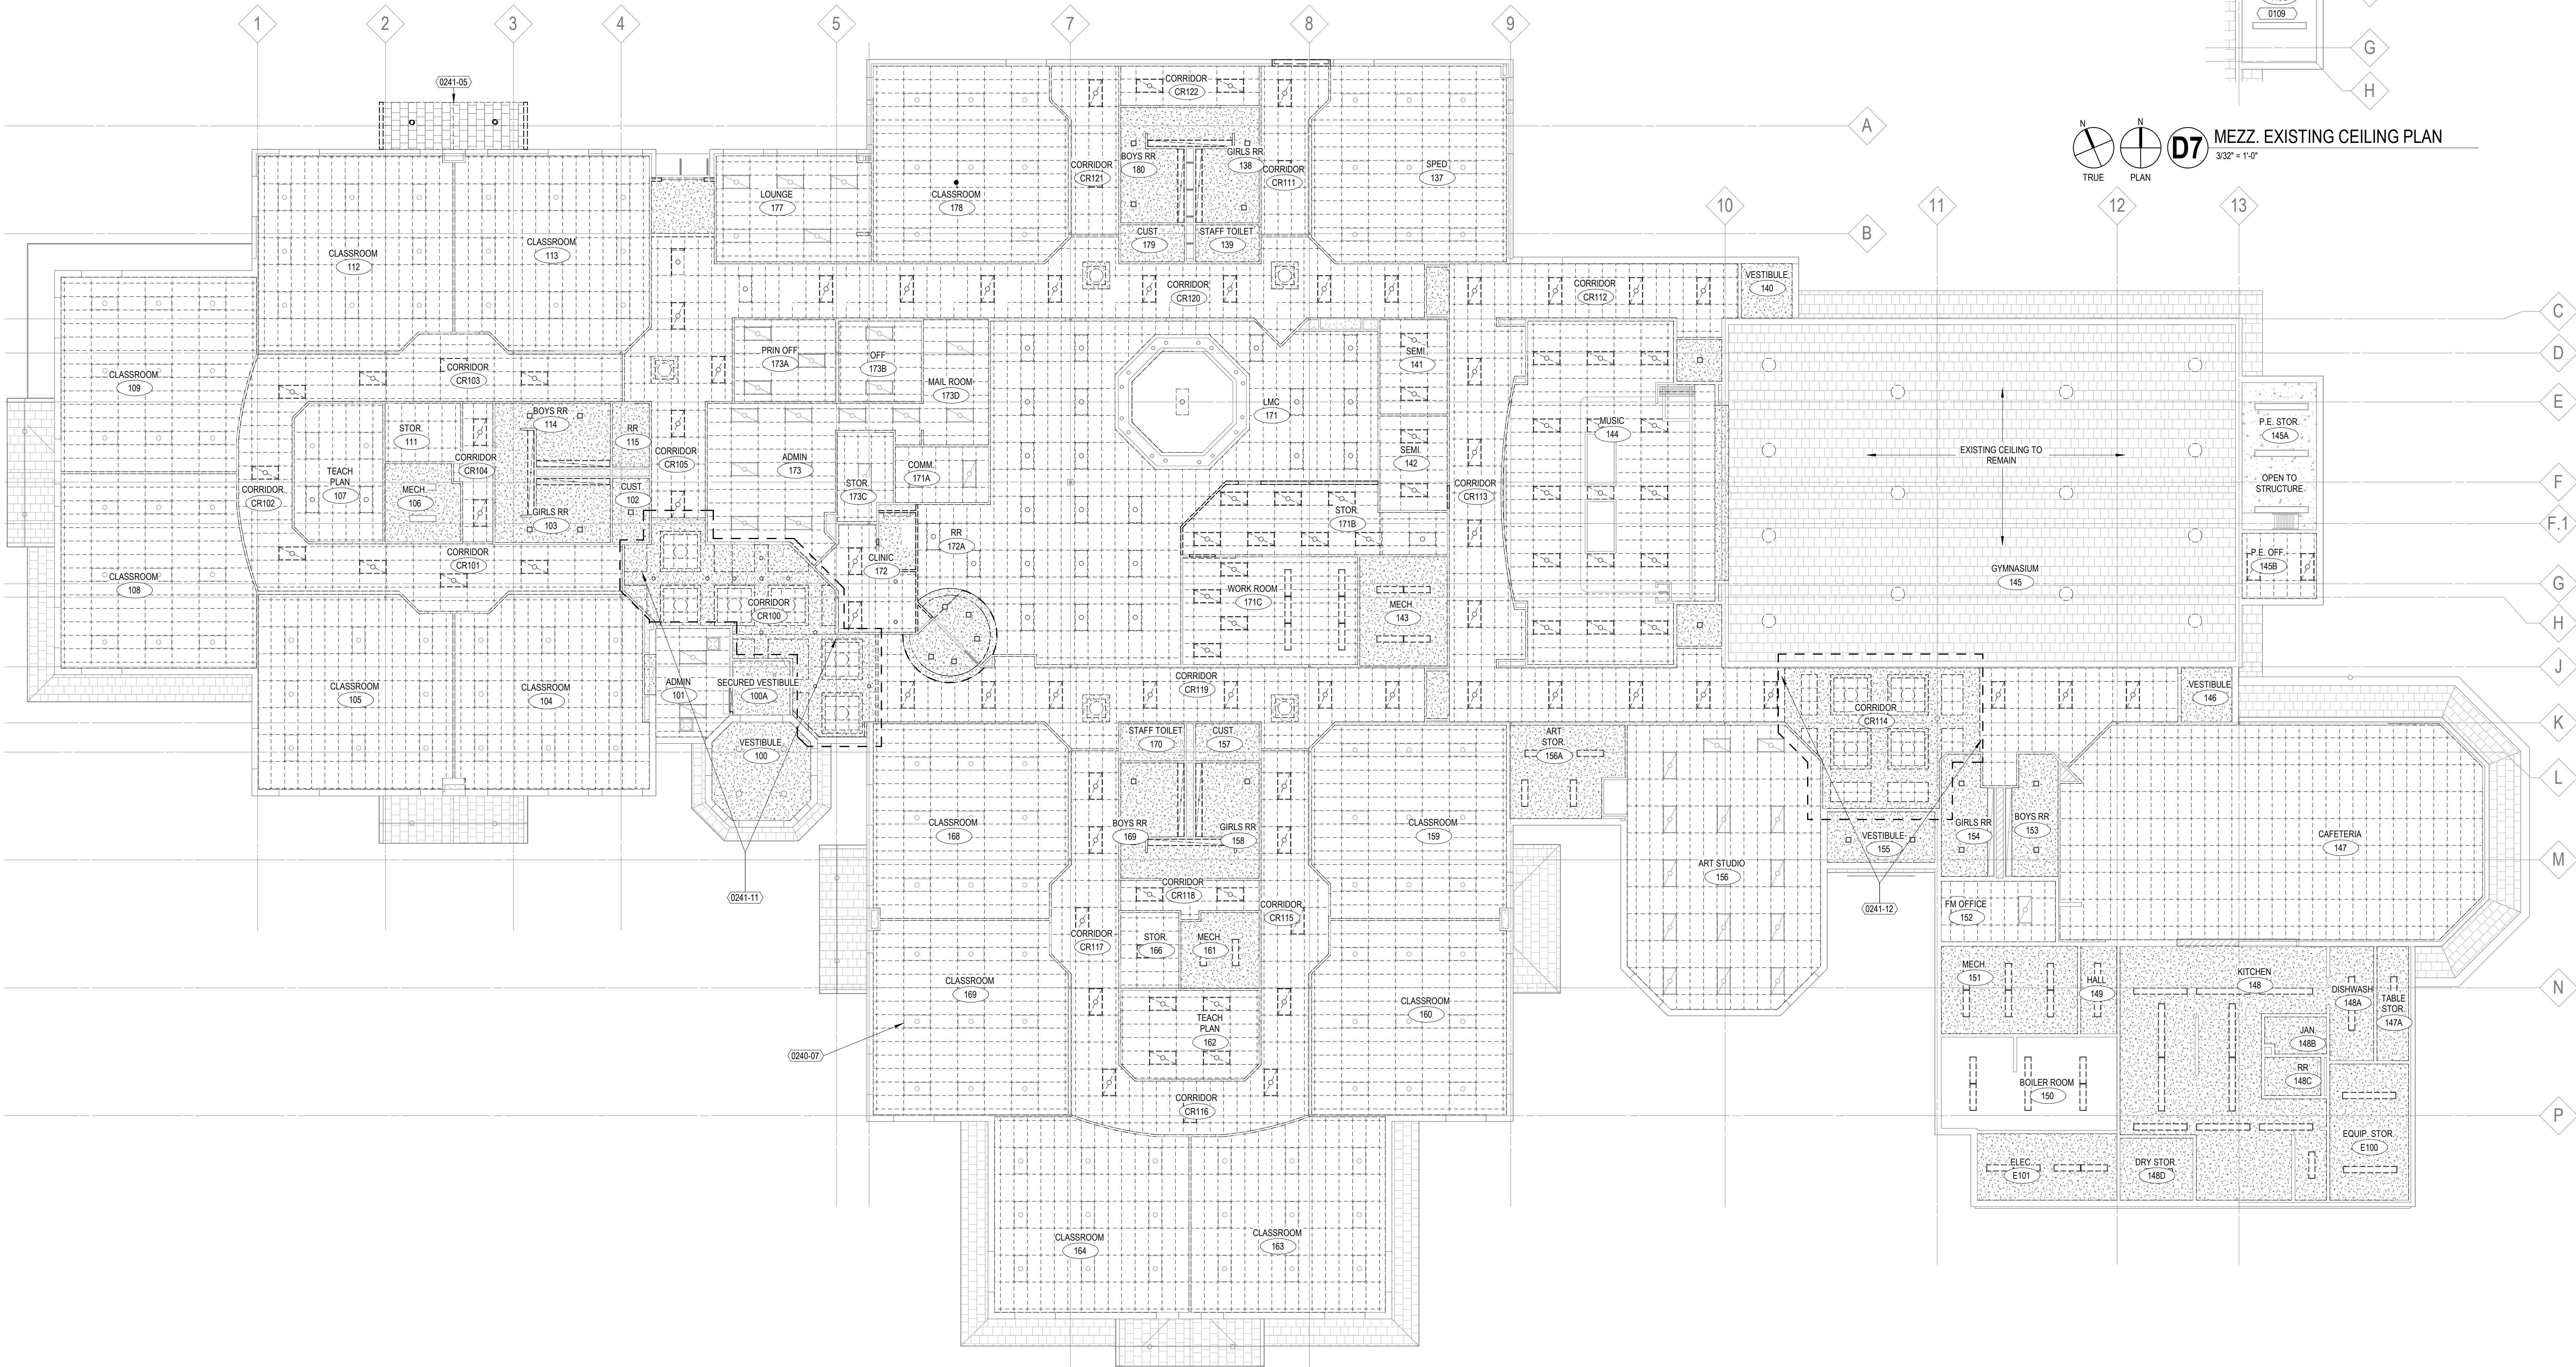 1
2
3
4
5
7
8
9
0109
G
H
0241-05
A
N
N
D7
MEZZ. EXISTING CEILING PLAN
3/32" = 1'-0"
TRUE
PLAN
10
11
12
13
B
C
D
E
F
F.1
G
H
J
K
L
M
N
P
CORRIDOR
CR122
BOYS RR
180
GIRLS RR
138
CORRIDOR
CR121
CORRIDOR
CR111
SPED
137
LOUNGE
177
CLASSROOM
178
CUST.
179
STAFF TOILET
139
CLASSROOM
112
CLASSROOM
113
CORRIDOR
CR120
CORRIDOR
CR112
VESTIBULE
140
CLASSROOM
109
CORRIDOR
CR103
PRIN OFF
173A
OFF
173B
MAIL ROOM
173D
SEMI.
141
LMC
171
MUSIC
144
STOR.
111
BOYS RR
114
RR
115
P.E. STOR.
145A
EXISTING CEILING TO
REMAIN
CORRIDOR
CR104
CORRIDOR
CR105
ADMIN
173
COMM.
171A
SEMI.
142
TEACH
PLAN
107
CORRIDOR
CR102
MECH.
106
GIRLS RR
103
CUST.
102
STOR.
173C
CORRIDOR
CR113
OPEN TO
STRUCTURE
STOR.
171B
RR
172A
CLINIC
172
CORRIDOR
CR101
P.E. OFF.
145B
GYMNASIUM
145
CLASSROOM
108
CORRIDOR
CR100
WORK ROOM
171C
MECH.
143
CLASSROOM
105
CLASSROOM
104
ADMIN
101
SECURED VESTIBULE
100A
CORRIDOR
CR119
VESTIBULE
146
CORRIDOR
CR114
VESTIBULE
100
STAFF TOILET
170
CUST.
157
ART
STOR.
156A
CLASSROOM
168
BOYS RR
169
GIRLS RR
158
CLASSROOM
159
VESTIBULE
155
GIRLS RR
154
BOYS RR
153
CAFETERIA
147
ART STUDIO
156
0241-11
CORRIDOR
CR118
CORRIDOR
CR115
0241-12
FM OFFICE
152
CORRIDOR
CR117
STOR.
166
MECH.
161
CLASSROOM
169
CLASSROOM
160
MECH.
151
HALL
149
KITCHEN
148
DISHWASH
148A
TABLE
STOR.
147A
TEACH
PLAN
162
JAN
148B
0240-07
RR
148C
BOILER ROOM
150
CORRIDOR
CR116
EQUIP. STOR.
E100
ELEC
E101
DRY STOR.
148D
CLASSROOM
164
CLASSROOM
163